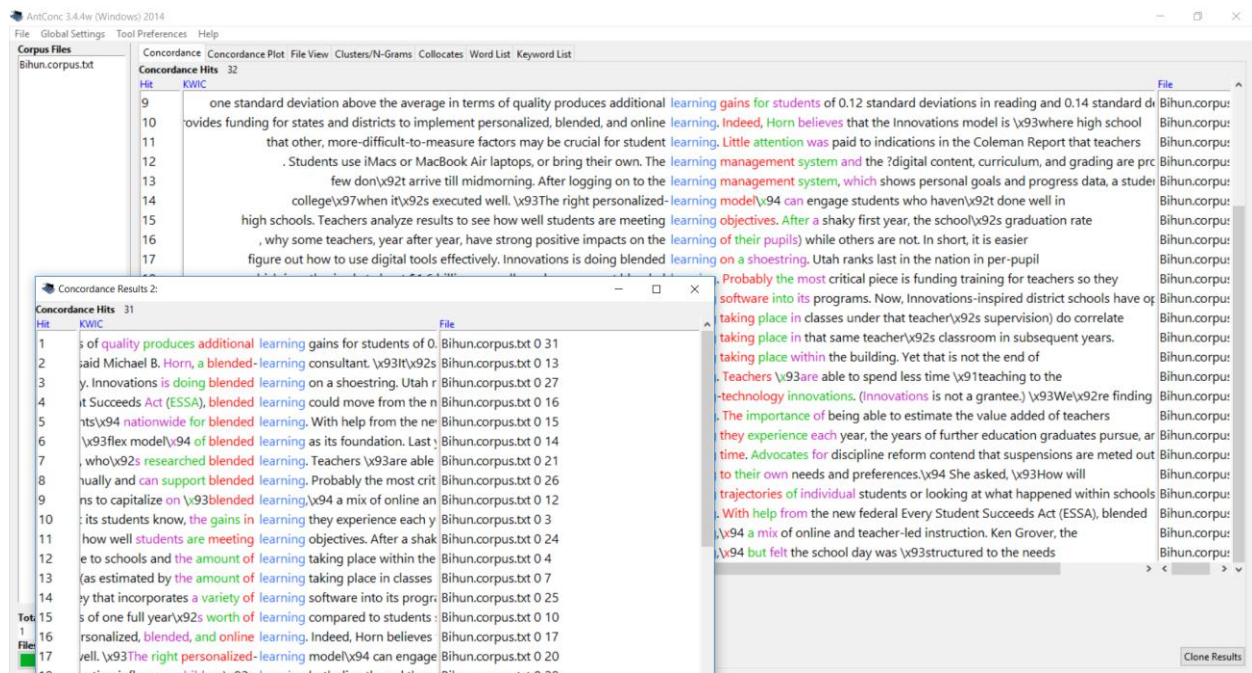 AntConc 3.4.4w (Windows) 2014
File Global Settings Tool Preferences Help
Corpus Files
Bihun.corpus.txt
Concordance Concordance Plot File View Clusters/N-Grams Collocates Word List Keyword List
Concordance Hits 32
Hit KWIC File
9 one standard deviation above the average in terms of quality produces additional learning gains for students of 0.12 standard deviations in reading and 0.14 standard de Bihun.corpus
10 rovides funding for states and districts to implement personalized, blended, and online learning. Indeed, Horn believes that the Innovations model is \x93where high school Bihun.corpus
11 that other, more-difficult-to-measure factors may be crucial for student learning. Little attention was paid to indications in the Coleman Report that teachers Bihun.corpus
12 . Students use iMacs or MacBook Air laptops, or bring their own. The learning management system and the ?digital content, curriculum, and grading are prc Bihun.corpus
13 few don\x92t arrive till midmorning. After logging on to the learning management system, which shows personal goals and progress data, a studer Bihun.corpus
14 college\x97when it\x92s executed well. \x93The right personalized-learning model\x94 can engage students who haven\x92t done well in Bihun.corpus
15 high schools. Teachers analyze results to see how well students are meeting learning objectives. After a shaky first year, the school\x92s graduation rate Bihun.corpus
16 , why some teachers, year after year, have strong positive impacts on the learning of their pupils) while others are not. In short, it is easier Bihun.corpus
17 figure out how to use digital tools effectively. Innovations is doing blended learning on a shoestring. Utah ranks last in the nation in per-pupil Bihun.corpus
. Probably the most critical piece is funding training for teachers so they Bihun.corpus
software into its programs. Now, Innovations-inspired district schools have op Bihun.corpus
taking place in classes under that teacher\x92s supervision) do correlate Bihun.corpus
taking place in that same teacher\x92s classroom in subsequent years. Bihun.corpus
taking place within the building. Yet that is not the end of Bihun.corpus
. Teachers \x93are able to spend less time \x91teaching to the Bihun.corpus
-technology innovations. (Innovations is not a grantee.) \x93We\x92re finding Bihun.corpus
. The importance of being able to estimate the value added of teachers Bihun.corpus
they experience each year, the years of further education graduates pursue, ar Bihun.corpus
time. Advocates for discipline reform contend that suspensions are meted out Bihun.corpus
to their own needs and preferences.\x94 She asked, \x93How will Bihun.corpus
trajectories of individual students or looking at what happened within schools Bihun.corpus
. With help from the new federal Every Student Succeeds Act (ESSA), blended Bihun.corpus
,\x94 a mix of online and teacher-led instruction. Ken Grover, the Bihun.corpus
,\x94 but felt the school day was \x93structured to the needs Bihun.corpus
Clone Results
Concordance Results 2:
Concordance Hits 31
Hit KWIC File
1 s of quality produces additional learning gains for students of 0. Bihun.corpus.txt 0 31
2 said Michael B. Horn, a blended-learning consultant. \x93It\x92s Bihun.corpus.txt 0 13
3 y. Innovations is doing blended learning on a shoestring. Utah r Bihun.corpus.txt 0 27
4 t Succeeds Act (ESSA), blended learning could move from the n Bihun.corpus.txt 0 16
5 nts\x94 nationwide for blended learning. With help from the ne Bihun.corpus.txt 0 15
6 \x93flex model\x94 of blended learning as its foundation. Last Bihun.corpus.txt 0 14
7 , who\x92s researched blended learning. Teachers \x93are able Bihun.corpus.txt 0 21
8 nually and can support blended learning. Probably the most crit Bihun.corpus.txt 0 26
9 ns to capitalize on \x93blended learning,\x94 a mix of online an Bihun.corpus.txt 0 12
10 its students know, the gains in learning they experience each y Bihun.corpus.txt 0 3
11 how well students are meeting learning objectives. After a shak Bihun.corpus.txt 0 24
12 e to schools and the amount of learning taking place within the Bihun.corpus.txt 0 4
13 (as estimated by the amount of learning taking place in classes Bihun.corpus.txt 0 7
14 ey that incorporates a variety of learning software into its progra Bihun.corpus.txt 0 25
15 s of one full year\x92s worth of learning compared to students Bihun.corpus.txt 0 10
16 rsonalized, blended, and online learning. Indeed, Horn believes Bihun.corpus.txt 0 17
17 vell. \x93The right personalized-learning model\x94 can engage Bihun.corpus.txt 0 20
Tot
1
File